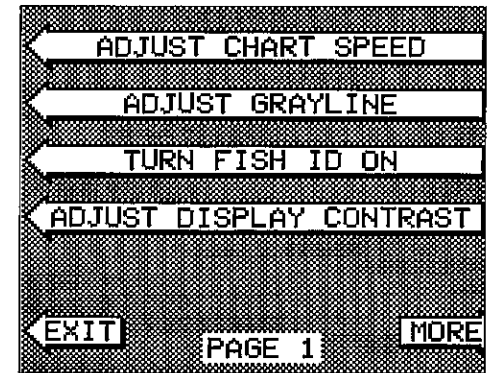 ADJUST CHART SPEED
ADJUST GRAYLINE
TURN FISH ID ON
ADJUST DISPLAY CONTRAST
EXIT
PAGE 1
MORE